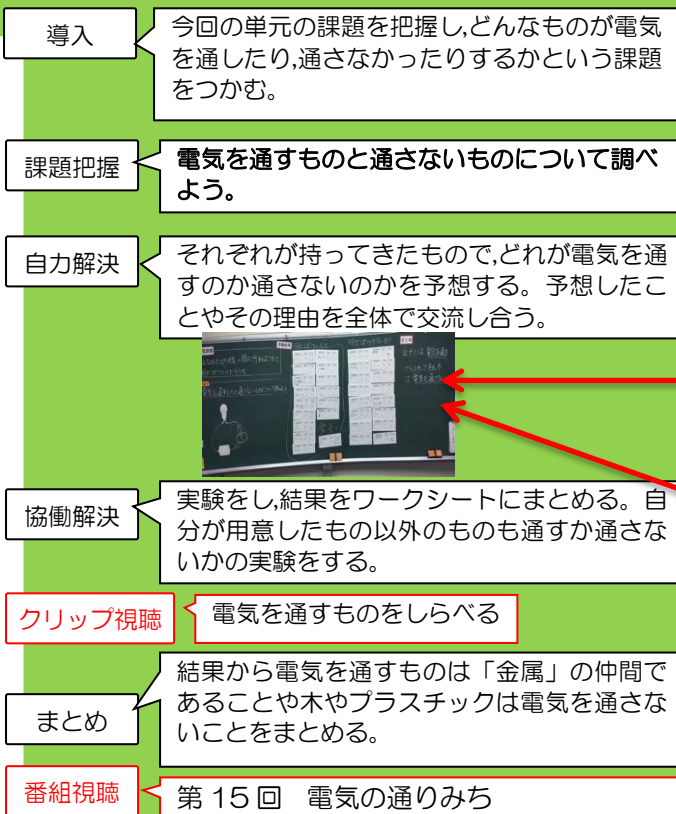 導入
今回の単元の課題を把握し,どんなものが電気
を通したり,通さなかったりするかという課題
をつかむ。
課題把握
電気を通すものと通さないものについて調べ
よう。
自力解決
それぞれが持ってきたもので,どれが電気を通
すのか通さないのかを予想する。予想したこ
とやその理由を全体で交流し合う。
協働解決
実験をし,結果をワークシートにまとめる。自
分が用意したもの以外のものも通すか通さな
いかの実験をする。
クリップ視聴
電気を通すものをしらべる
まとめ
結果から電気を通すものは「金属」の仲間で
あることや木やプラスチックは電気を通さな
いことをまとめる。
番組視聴
第 15 回 電気の通りみち